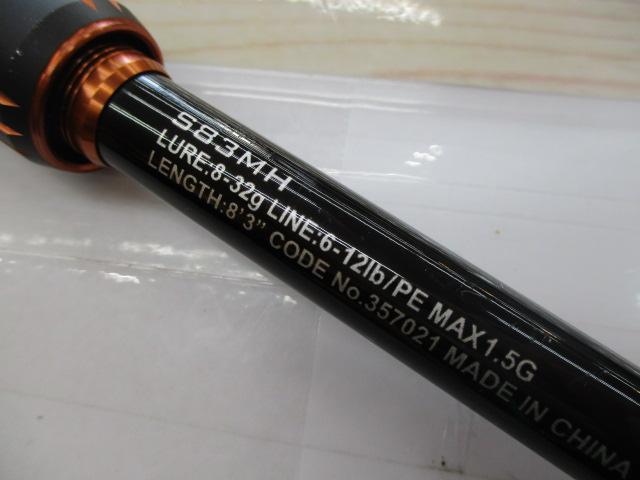 S83MH
LURE:8-32g LINE:6-12lb/PE MAX1.5G
LENGTH:8'3" CODE No.357021 MADE IN CHINA